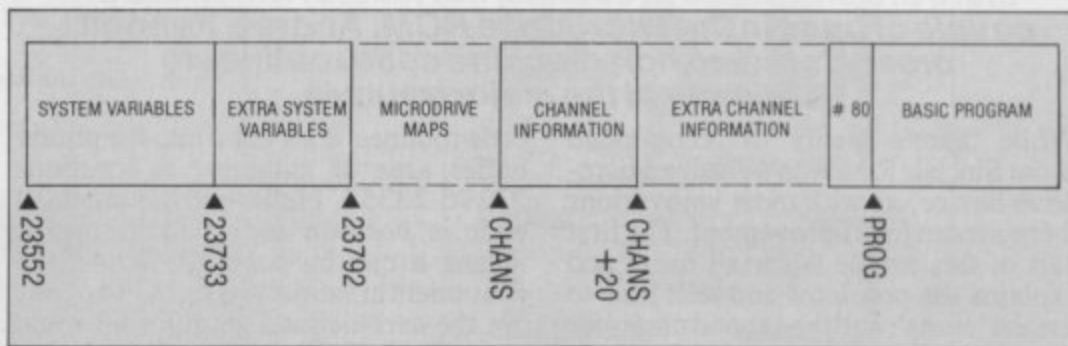 SYSTEM VARIABLES
EXTRA SYSTEM
VARIABLES
MICRODRIVE
MAPS
CHANNEL
INFORMATION
EXTRA CHANNEL
INFORMATION
# 80
BASIC PROGRAM
23552
23733
23792
CHANS
CHANS
+20
PROG